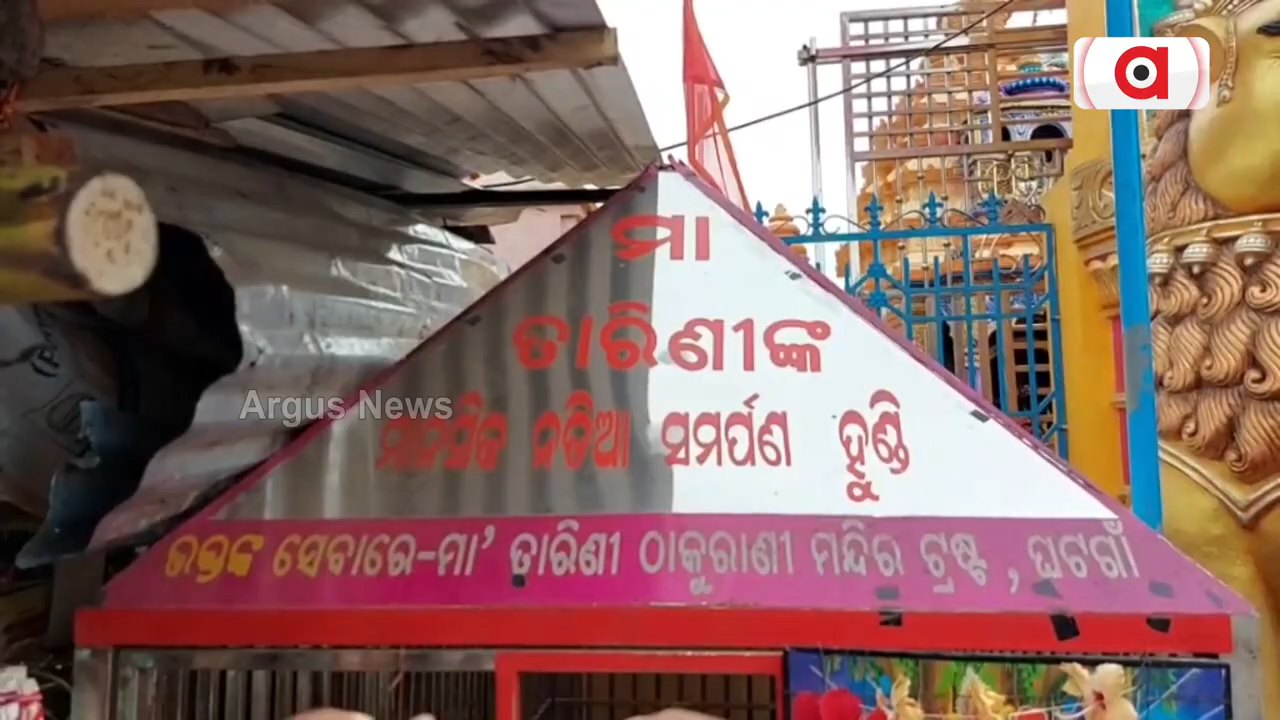 a
ମା
ତାରିଣୀଙ୍କ
Argus News
ମାନସିକ ନଡିଆ ସମର୍ପଣ ହୁଣ୍ଡି
ଭକ୍ତଙ୍କ ସେବାରେ-ମା' ତାରିଣୀ ଠାକୁରାଣୀ ମନ୍ଦିର ଟ୍ରଷ୍ଟ , ଘଟଗାଁ